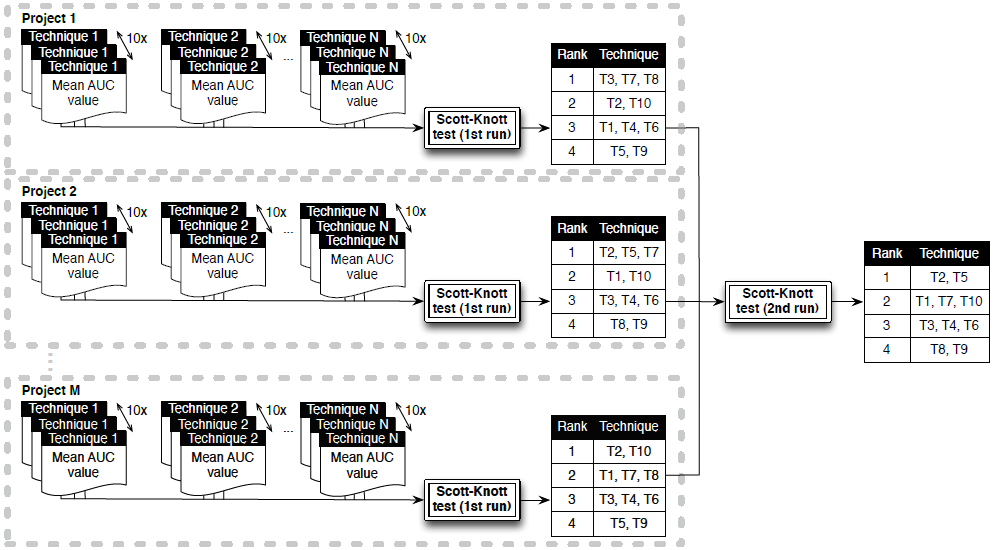 Project 1
Technique 1
Technique 1
Technique 1
Mean AUC
value
10x
Technique 2
Technique 2
Technique 2
Mean AUC
value
10x
...
Technique N
Technique N
Technique N
Mean AUC
value
10x
Scott-Knott
test (1st run)
Rank Technique
1 T3, T7, T8
2 T2, T10
3 T1, T4, T6
4 T5, T9
Project 2
Technique 1
Technique 1
Technique 1
Mean AUC
value
10x
Technique 2
Technique 2
Technique 2
Mean AUC
value
10x
...
Technique N
Technique N
Technique N
Mean AUC
value
10x
Scott-Knott
test (1st run)
Rank Technique
1 T2, T5, T7
2 T1, T10
3 T3, T4, T6
4 T8, T9
Project M
Technique 1
Technique 1
Technique 1
Mean AUC
value
10x
Technique 2
Technique 2
Technique 2
Mean AUC
value
10x
...
Technique N
Technique N
Technique N
Mean AUC
value
10x
Scott-Knott
test (1st run)
Rank Technique
1 T2, T10
2 T1, T7, T8
3 T3, T4, T6
4 T5, T9
Scott-Knott
test (2nd run)
Rank Technique
1 T2, T5
2 T1, T7, T10
3 T3, T4, T6
4 T8, T9